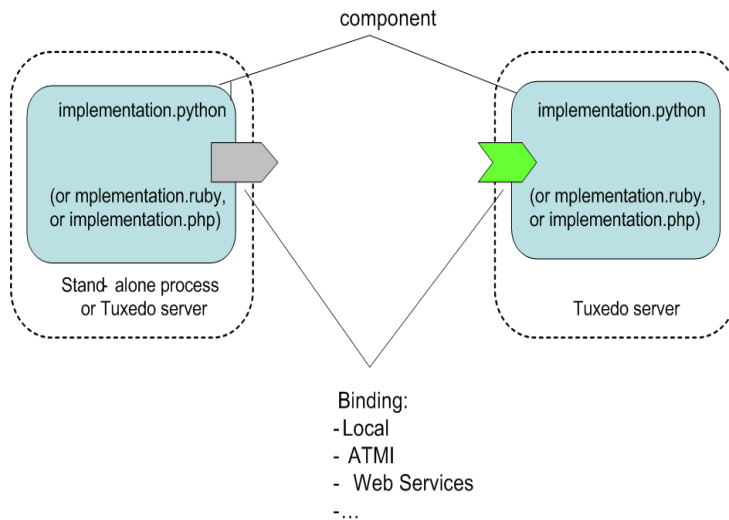 component
implementation.python
(or mplementation.ruby,
or implementation.php)
Stand- alone process
or Tuxedo server
implementation.python
(or mplementation.ruby,
or implementation.php)
Tuxedo server
Binding:
-Local
- ATMI
- Web Services
-...